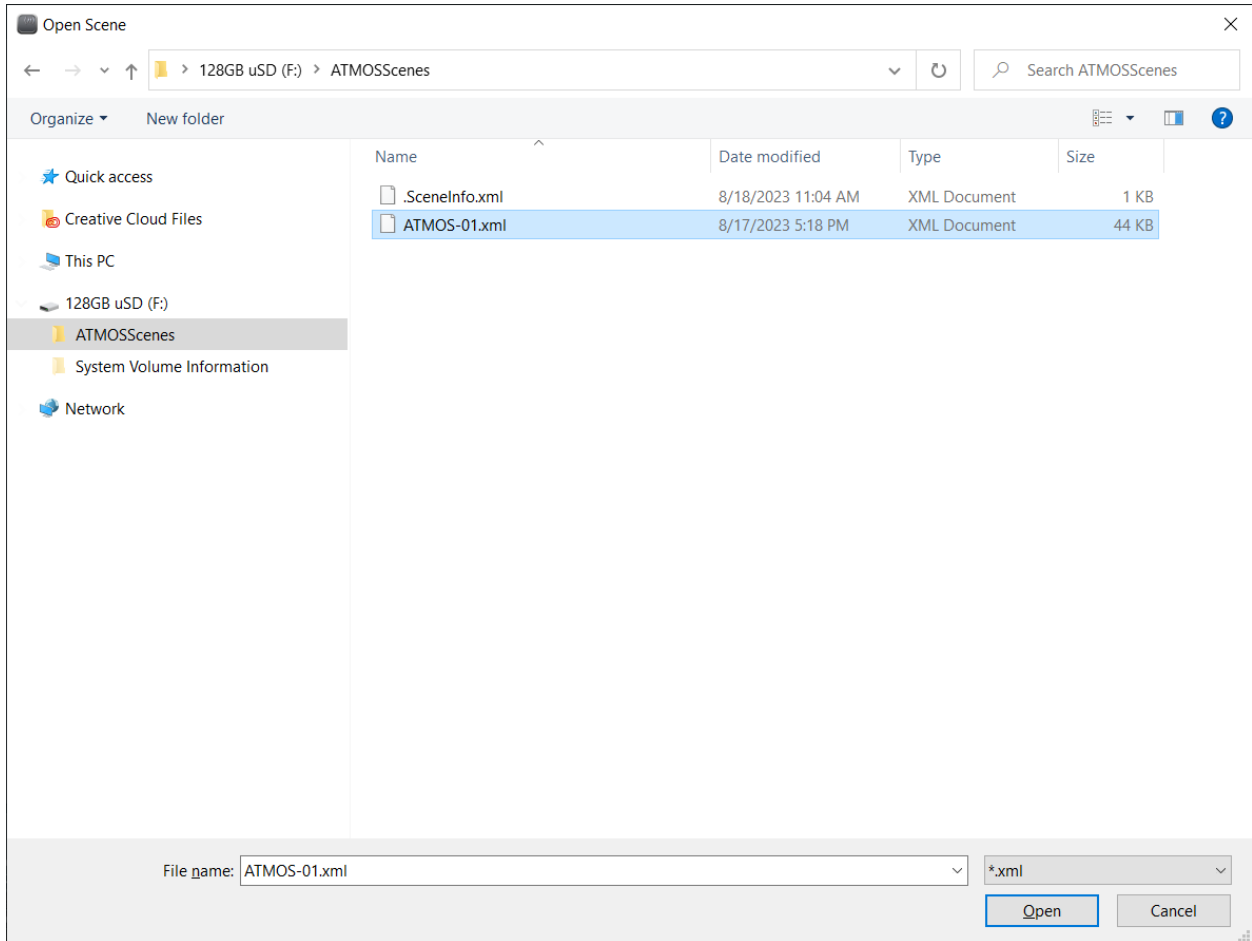 Open Scene
128GB uSD (F:) > ATMOSScenes
Search ATMOSScenes
Organize
New folder
?
Quick access
Creative Cloud Files
This PC
128GB uSD (F:)
ATMOSScenes
System Volume Information
Network
Name Date modified Type Size
.SceneInfo.xml 8/18/2023 11:04 AM XML Document 1 KB
ATMOS-01.xml 8/17/2023 5:18 PM XML Document 44 KB
File name: ATMOS-01.xml
*.xml
Open Cancel